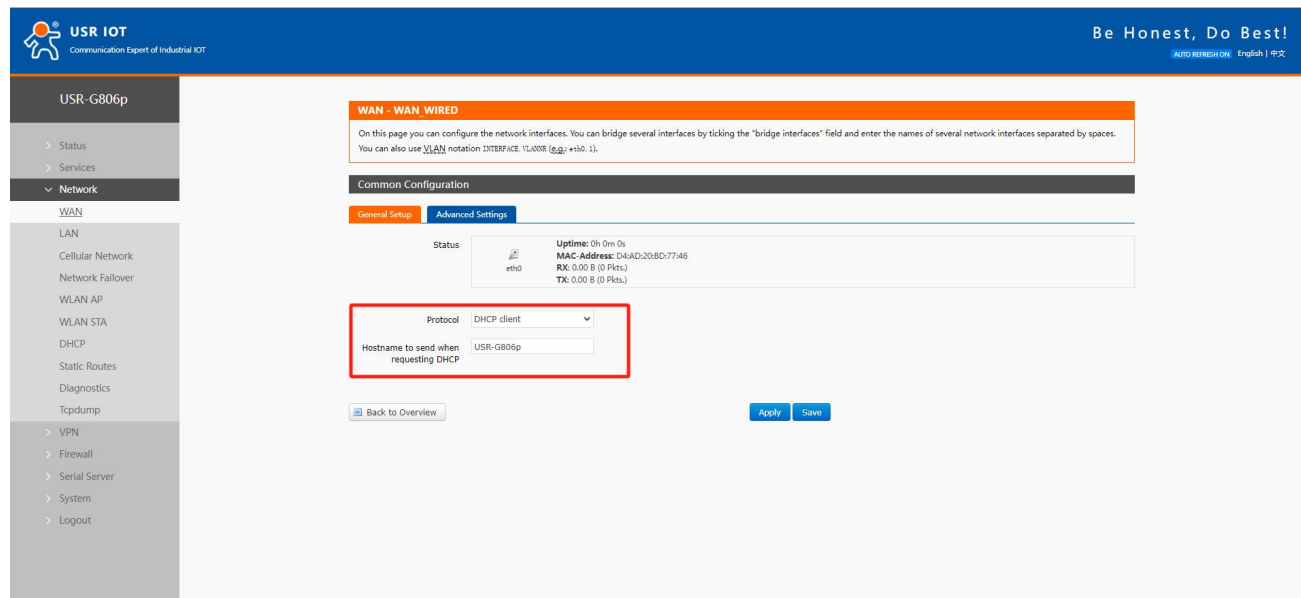 USR IOT
Communication Expert of Industrial IOT
Be Honest, Do Best!
AUTO REFRESH ON English | 中文
USR-G806p
Status
Services
Network
WAN
LAN
Cellular Network
Network Failover
WLAN AP
WLAN STA
DHCP
Static Routes
Diagnostics
Tcpdump
VPN
Firewall
Serial Server
System
Logout
WAN - WAN_WIRED
On this page you can configure the network interfaces. You can bridge several interfaces by ticking the "bridge interfaces" field and enter the names of several network interfaces separated by spaces.
You can also use VLAN notation INTERFACE.VLANNR (e.g.: eth0.1).
Common Configuration
General Setup Advanced Settings
Status
eth0
Uptime: 0h 0m 0s
MAC-Address: D4:AD:20:BD:77:46
RX: 0.00 B (0 Pkts.)
TX: 0.00 B (0 Pkts.)
Protocol DHCP client
Hostname to send when USR-G806p
requesting DHCP
Back to Overview Apply Save